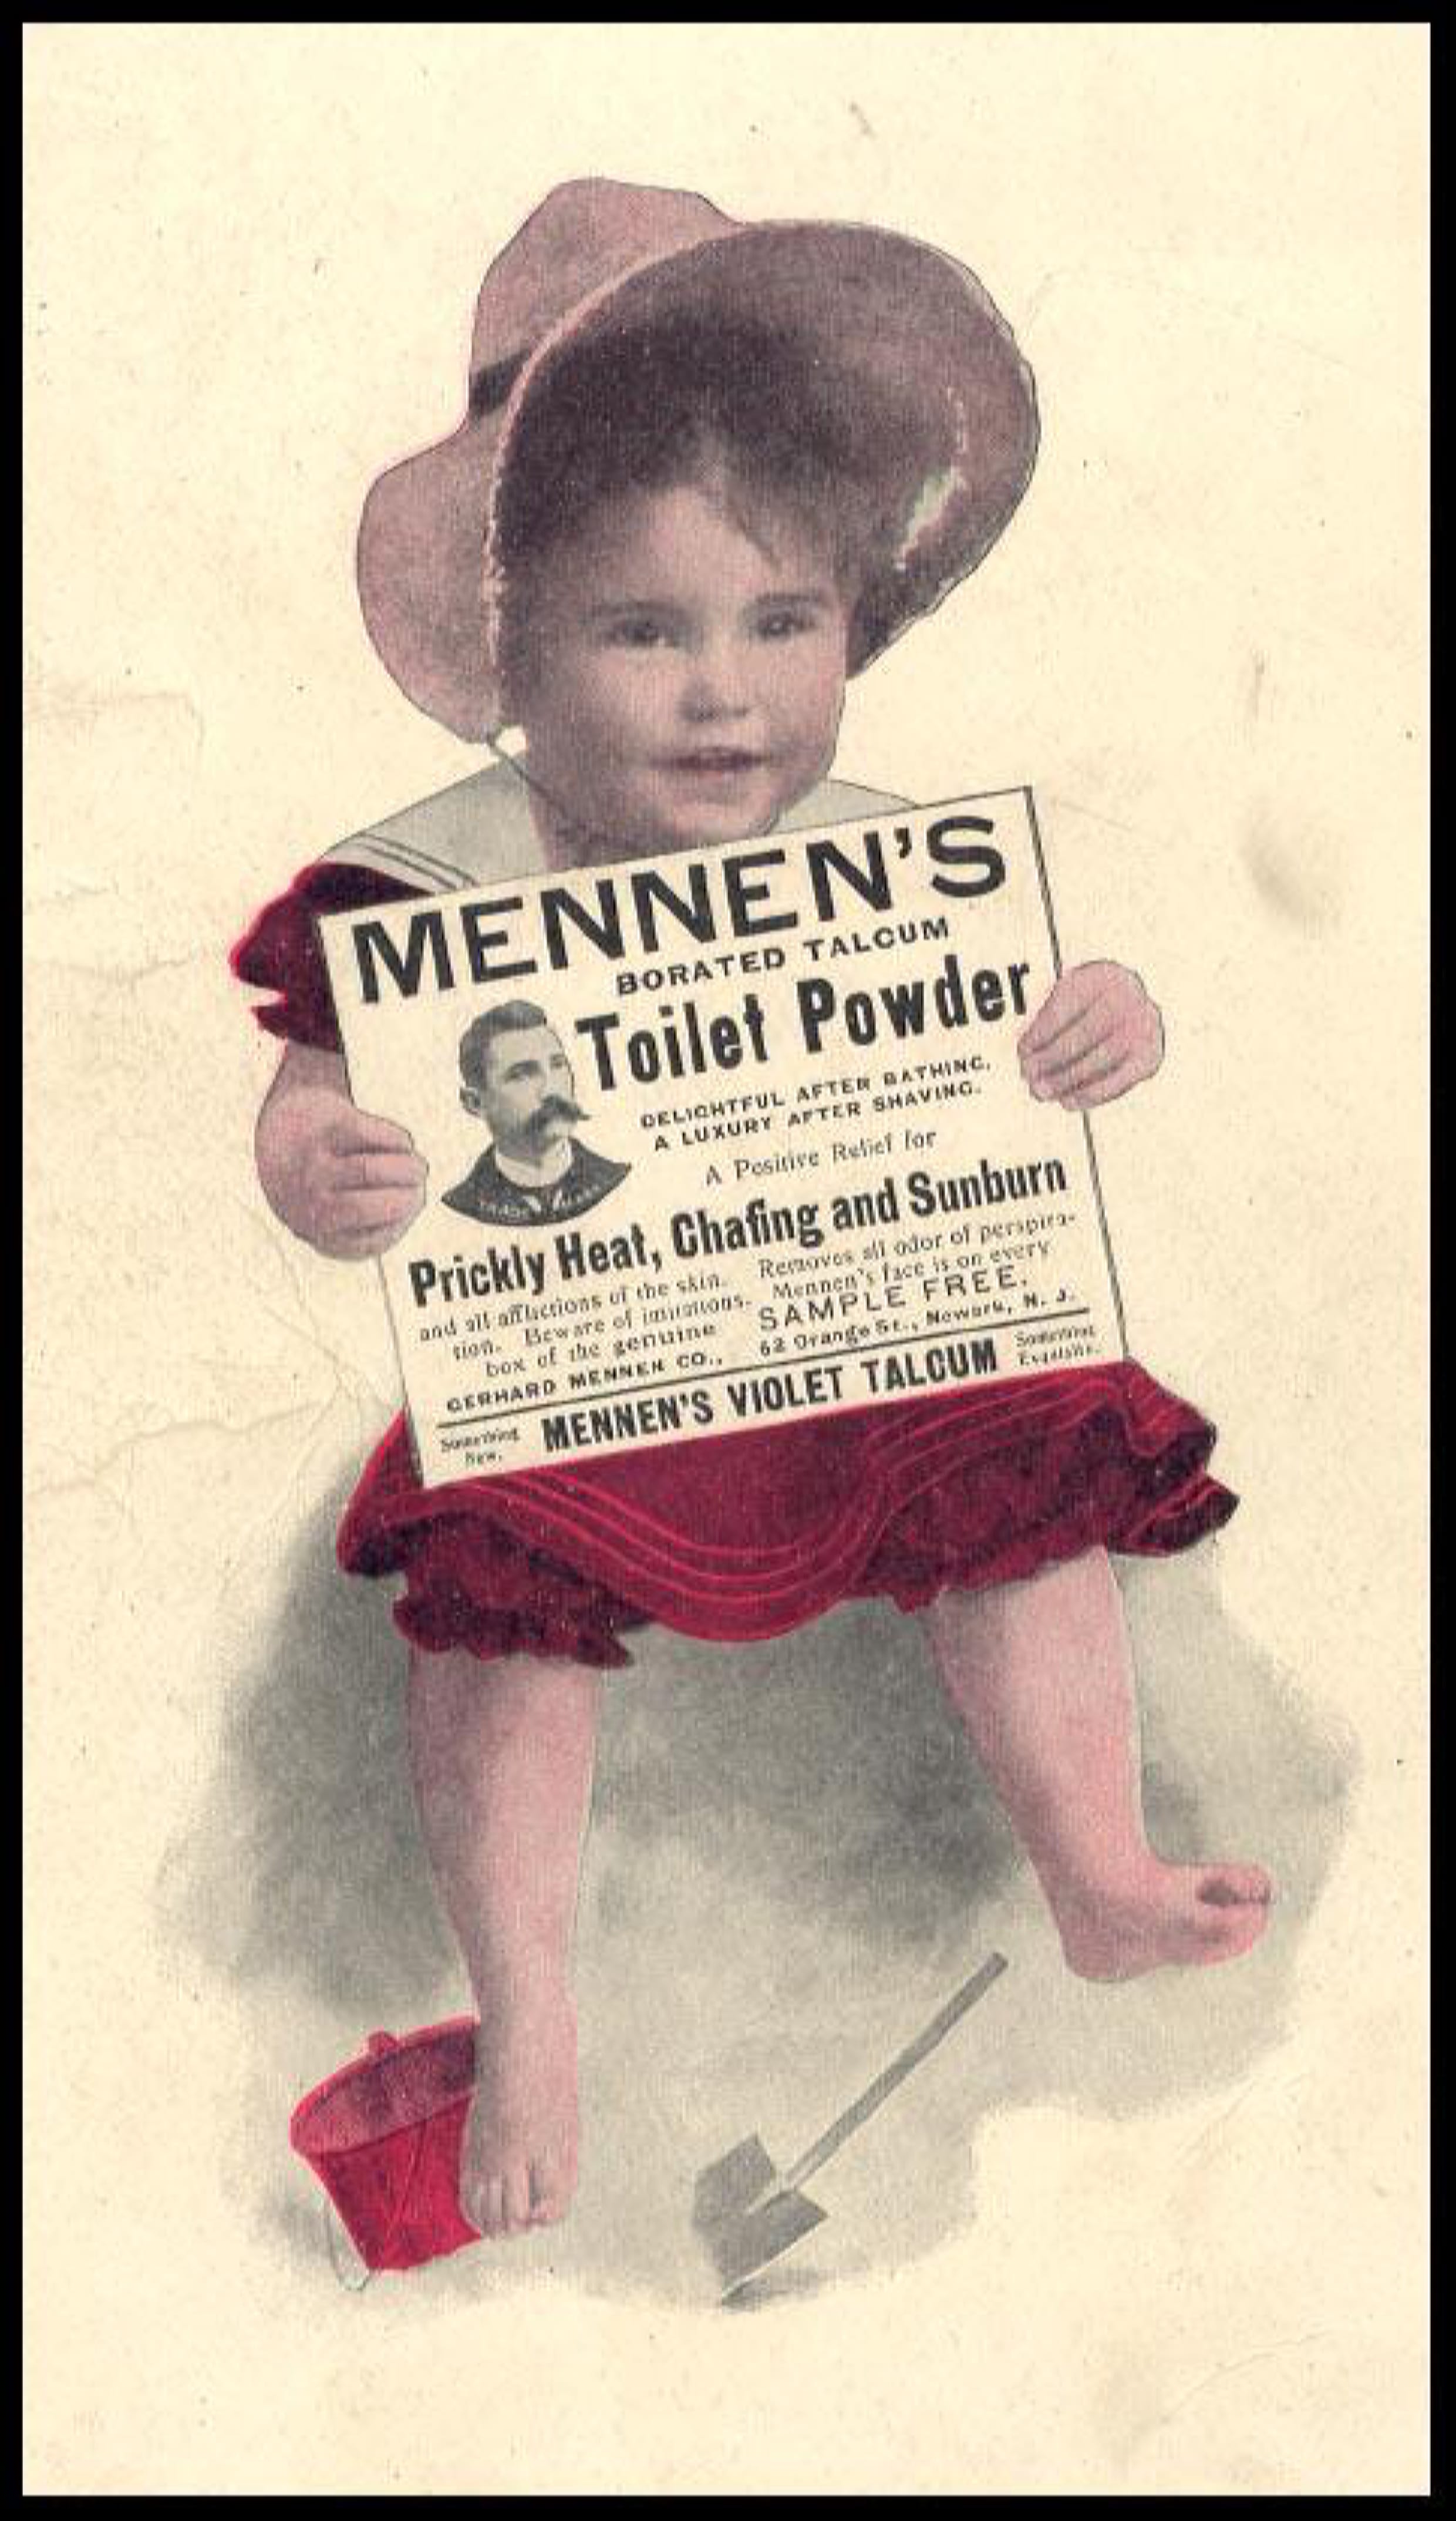 MENNEN'S
BORATED TALCUM
Toilet Powder
DELIGHTFUL AFTER BATHING,
A LUXURY AFTER SHAVING.
A Positive Relief for
Prickly Heat, Chafing and Sunburn
and all afflictions of the skin. Removes all odor of perspira-
tion. Beware of imitations. Mennen's face is on every
box of the genuine SAMPLE FREE.
GERHARD MENNEN CO., 62 Orange St., Newark, N. J.
Something New. MENNEN'S VIOLET TALCUM Something Exquisite.